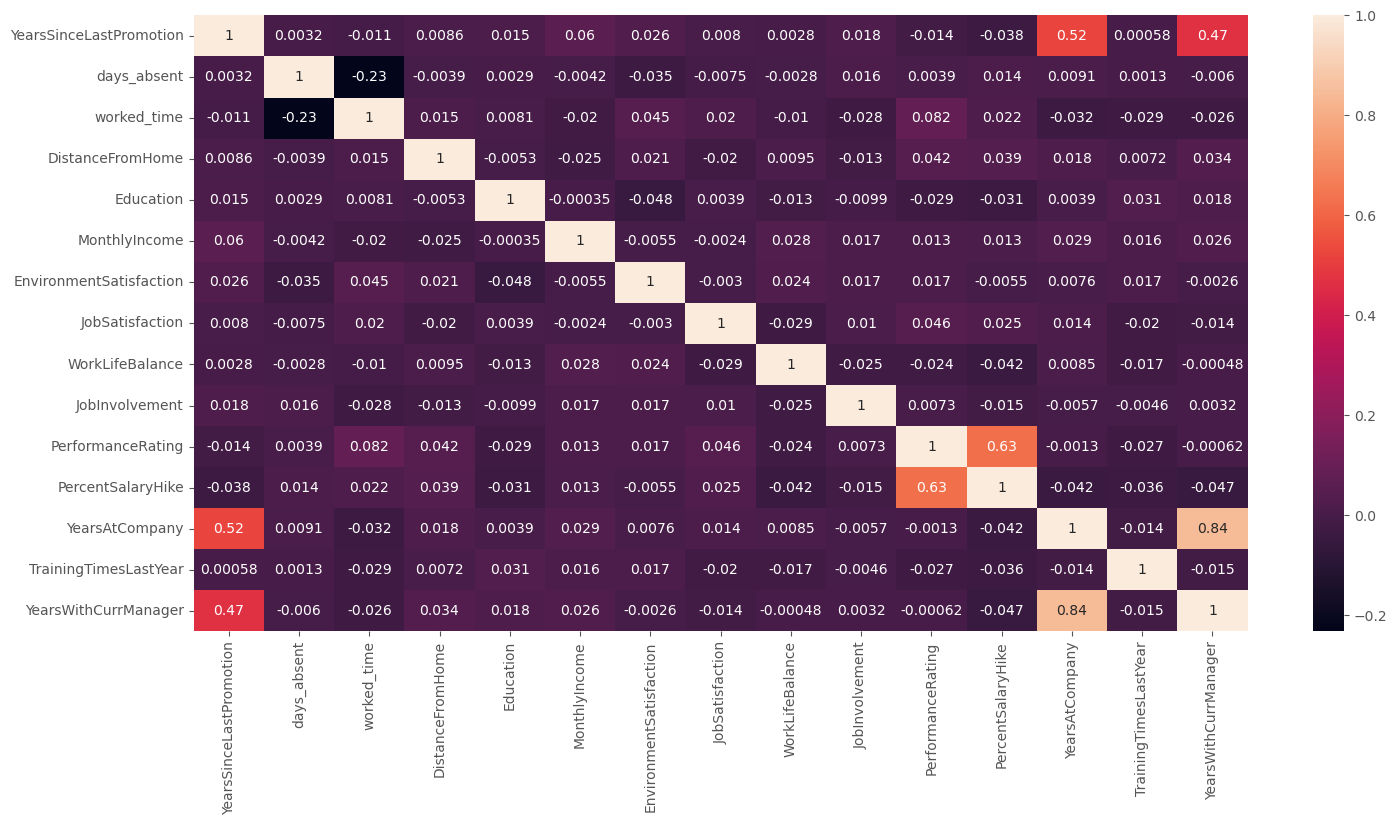 YearsSinceLastPromotion 1 0.0032 -0.011 0.0086 0.015 0.06 0.026 0.008 0.0028 0.018 -0.014 -0.038 0.52 0.00058 0.47
days_absent 0.0032 1 -0.23 -0.0039 0.0029 -0.0042 -0.035 -0.0075 -0.0028 0.016 0.0039 0.014 0.0091 0.0013 -0.006
worked_time -0.011 -0.23 1 0.015 0.0081 -0.02 0.045 0.02 -0.01 -0.028 0.082 0.022 -0.032 -0.029 -0.026
DistanceFromHome 0.0086 -0.0039 0.015 1 -0.0053 -0.025 0.021 -0.02 0.0095 -0.013 0.042 0.039 0.018 0.0072 0.034
Education 0.015 0.0029 0.0081 -0.0053 1 -0.00035 -0.048 0.0039 -0.013 -0.0099 -0.029 -0.031 0.0039 0.031 0.018
MonthlyIncome 0.06 -0.0042 -0.02 -0.025 -0.00035 1 -0.0055 -0.0024 0.028 0.017 0.013 0.013 0.029 0.016 0.026
EnvironmentSatisfaction 0.026 -0.035 0.045 0.021 -0.048 -0.0055 1 -0.003 0.024 0.017 0.017 -0.0055 0.0076 0.017 -0.0026
JobSatisfaction 0.008 -0.0075 0.02 -0.02 0.0039 -0.0024 -0.003 1 -0.029 0.01 0.046 0.025 0.014 -0.02 -0.014
WorkLifeBalance 0.0028 -0.0028 -0.01 0.0095 -0.013 0.028 0.024 -0.029 1 -0.025 -0.024 -0.042 0.0085 -0.017 -0.00048
JobInvolvement 0.018 0.016 -0.028 -0.013 -0.0099 0.017 0.017 0.01 -0.025 1 0.0073 -0.015 -0.0057 -0.0046 0.0032
PerformanceRating -0.014 0.0039 0.082 0.042 -0.029 0.013 0.017 0.046 -0.024 0.0073 1 0.63 -0.0013 -0.027 -0.00062
PercentSalaryHike -0.038 0.014 0.022 0.039 -0.031 0.013 -0.0055 0.025 -0.042 -0.015 0.63 1 -0.042 -0.036 -0.047
YearsAtCompany 0.52 0.0091 -0.032 0.018 0.0039 0.029 0.0076 0.014 0.0085 -0.0057 -0.0013 -0.042 1 -0.014 0.84
TrainingTimesLastYear 0.00058 0.0013 -0.029 0.0072 0.031 0.016 0.017 -0.02 -0.017 -0.0046 -0.027 -0.036 -0.014 1 -0.015
YearsWithCurrManager 0.47 -0.006 -0.026 0.034 0.018 0.026 -0.0026 -0.014 -0.00048 0.0032 -0.00062 -0.047 0.84 -0.015 1
YearsSinceLastPromotion
days_absent
worked_time
DistanceFromHome
Education
MonthlyIncome
EnvironmentSatisfaction
JobSatisfaction
WorkLifeBalance
JobInvolvement
PerformanceRating
PercentSalaryHike
YearsAtCompany
TrainingTimesLastYear
YearsWithCurrManager
1.0
0.8
0.6
0.4
0.2
0.0
−0.2